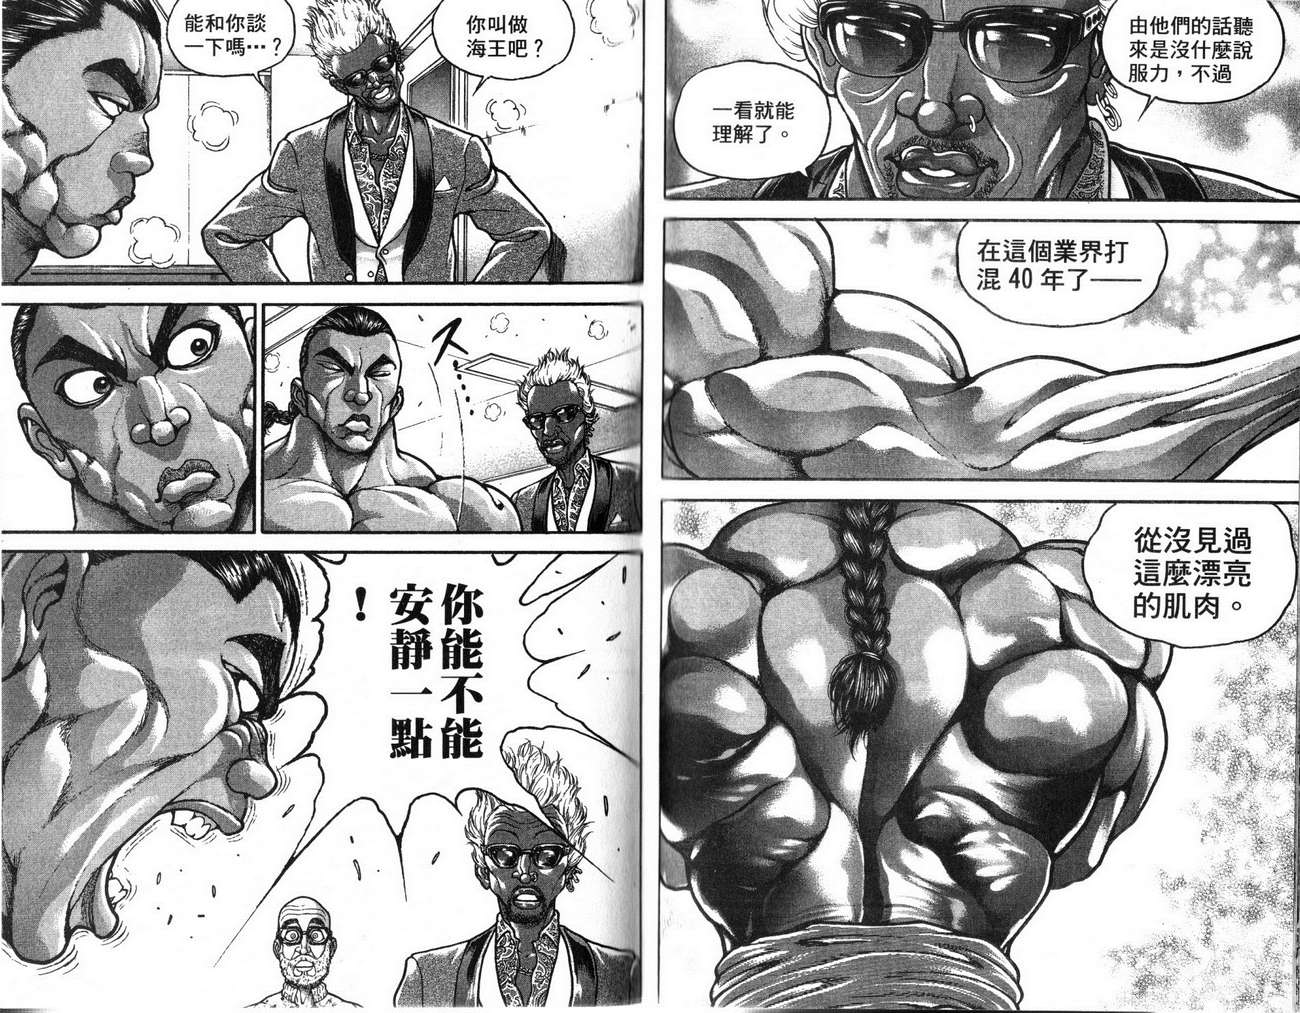 由他們的話聽
來是沒什麼說
服力，不過
一看就能
理解了。
在這個業界打
混40年了——
從沒見過
這麼漂亮
的肌肉。
你叫做
海王吧？
能和你談
一下嗎…？
ス…
你能不能
安靜一點
！